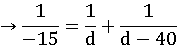 → 1/-15 = 1/d + 1/(d - 40)